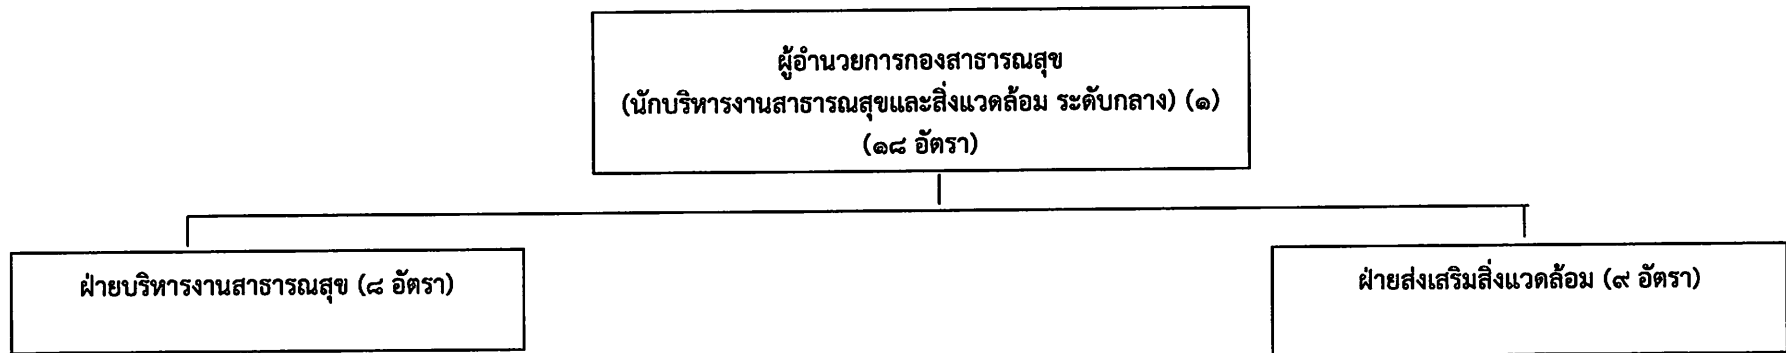 ผู้อำนวยการกองสาธารณสุข
(นักบริหารงานสาธารณสุขและสิ่งแวดล้อม ระดับกลาง) (๑)
(๑๘ อัตรา)
ฝ่ายบริหารงานสาธารณสุข (๘ อัตรา)
ฝ่ายส่งเสริมสิ่งแวดล้อม (๙ อัตรา)